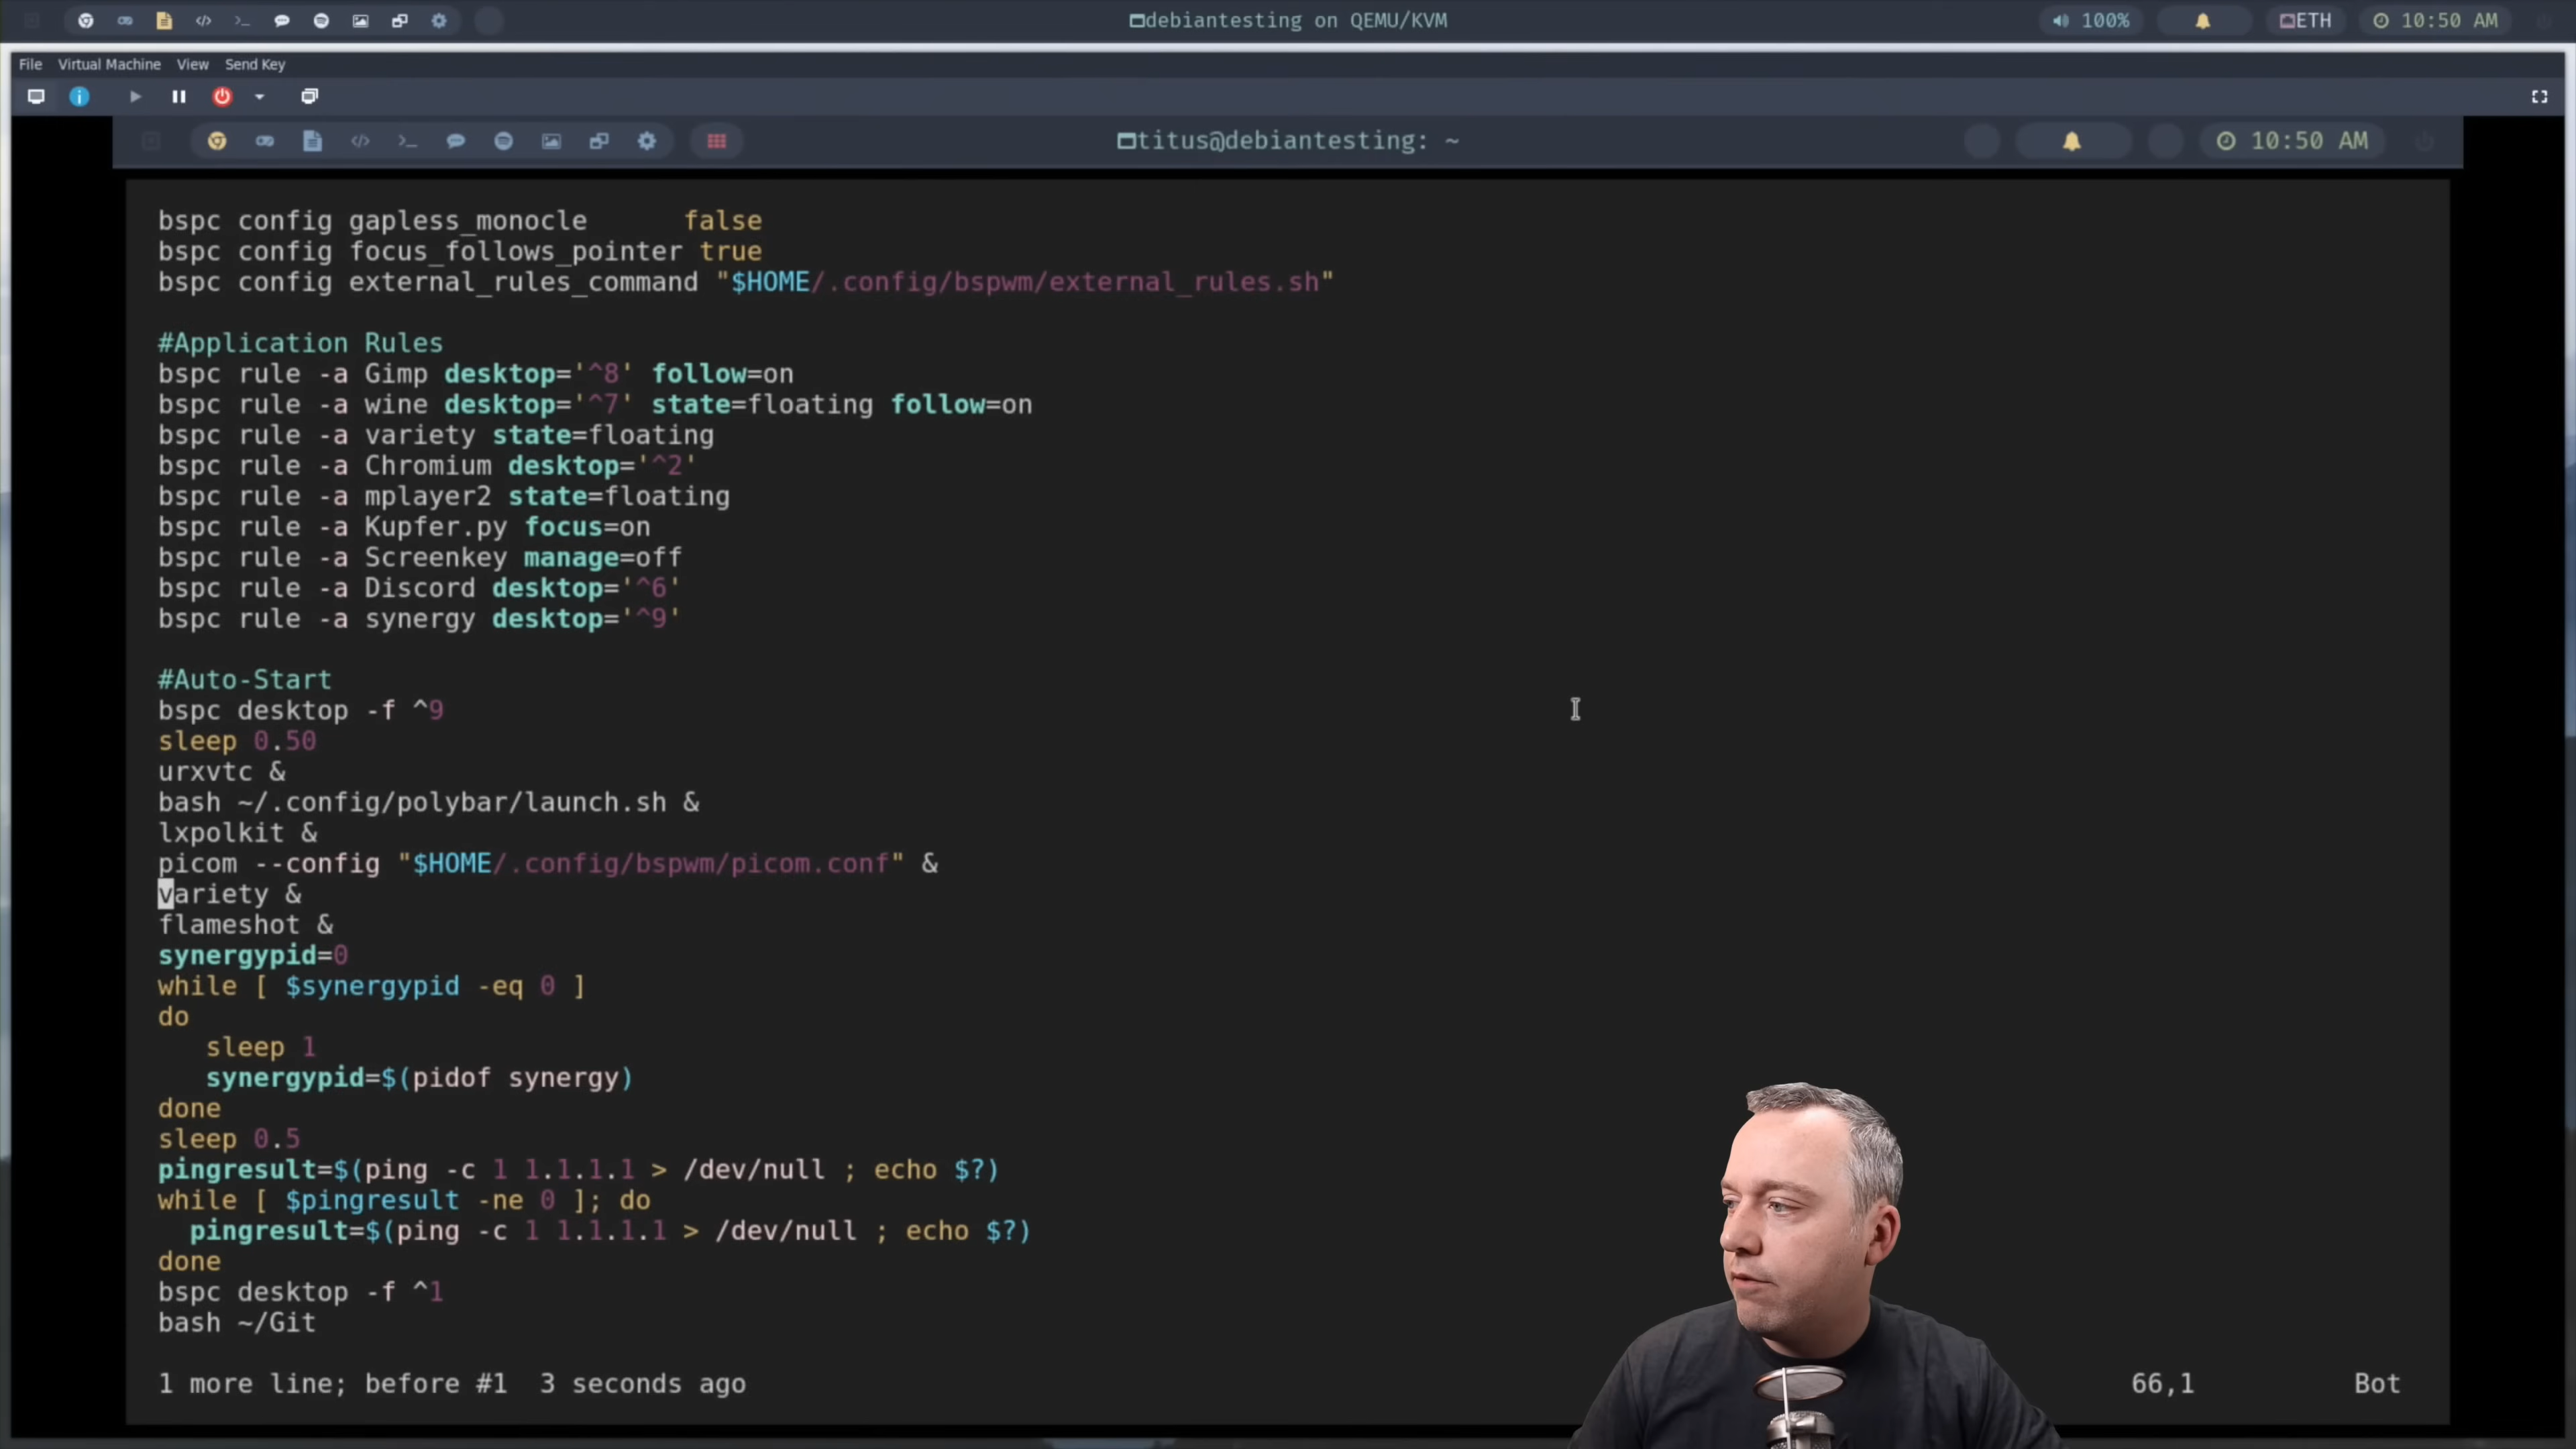 debiantesting on QEMU/KVM
100%
ETH
10:50 AM
File Virtual Machine View Send Key
titus@debiantesting: ~
10:50 AM
bspc config gapless_monocle      false
bspc config focus_follows_pointer true
bspc config external_rules_command "$HOME/.config/bspwm/external_rules.sh"
#Application Rules
bspc rule -a Gimp desktop='^8' follow=on
bspc rule -a wine desktop='^7' state=floating follow=on
bspc rule -a variety state=floating
bspc rule -a Chromium desktop='^2'
bspc rule -a mplayer2 state=floating
bspc rule -a Kupfer.py focus=on
bspc rule -a Screenkey manage=off
bspc rule -a Discord desktop='^6'
bspc rule -a synergy desktop='^9'
#Auto-Start
bspc desktop -f ^9
sleep 0.50
urxvtc &
bash ~/.config/polybar/launch.sh &
lxpolkit &
picom --config "$HOME/.config/bspwm/picom.conf" &
variety &
flameshot &
synergypid=0
while [ $synergypid -eq 0 ]
do
   sleep 1
   synergypid=$(pidof synergy)
done
sleep 0.5
pingresult=$(ping -c 1 1.1.1.1 > /dev/null ; echo $?)
while [ $pingresult -ne 0 ]; do
  pingresult=$(ping -c 1 1.1.1.1 > /dev/null ; echo $?)
done
bspc desktop -f ^1
bash ~/Git
1 more line; before #1  3 seconds ago
66,1
Bot